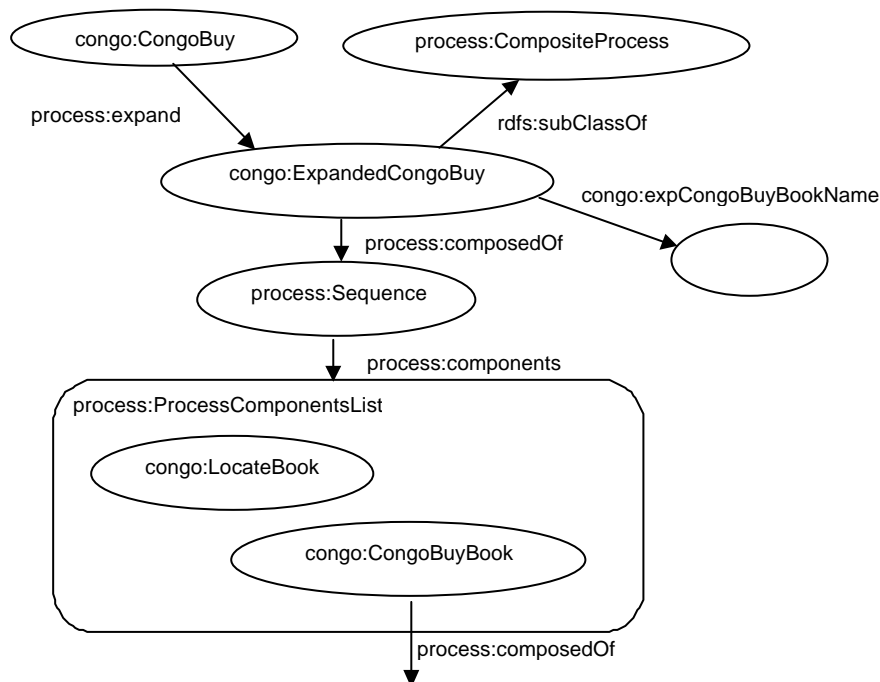 congo:CongoBuy
process:CompositeProcess
process:expand
rdfs:subClassOf
congo:ExpandedCongoBuy
congo:expCongoBuyBookName
process:composedOf
process:Sequence
process:components
process:ProcessComponentsList
congo:LocateBook
congo:CongoBuyBook
process:composedOf